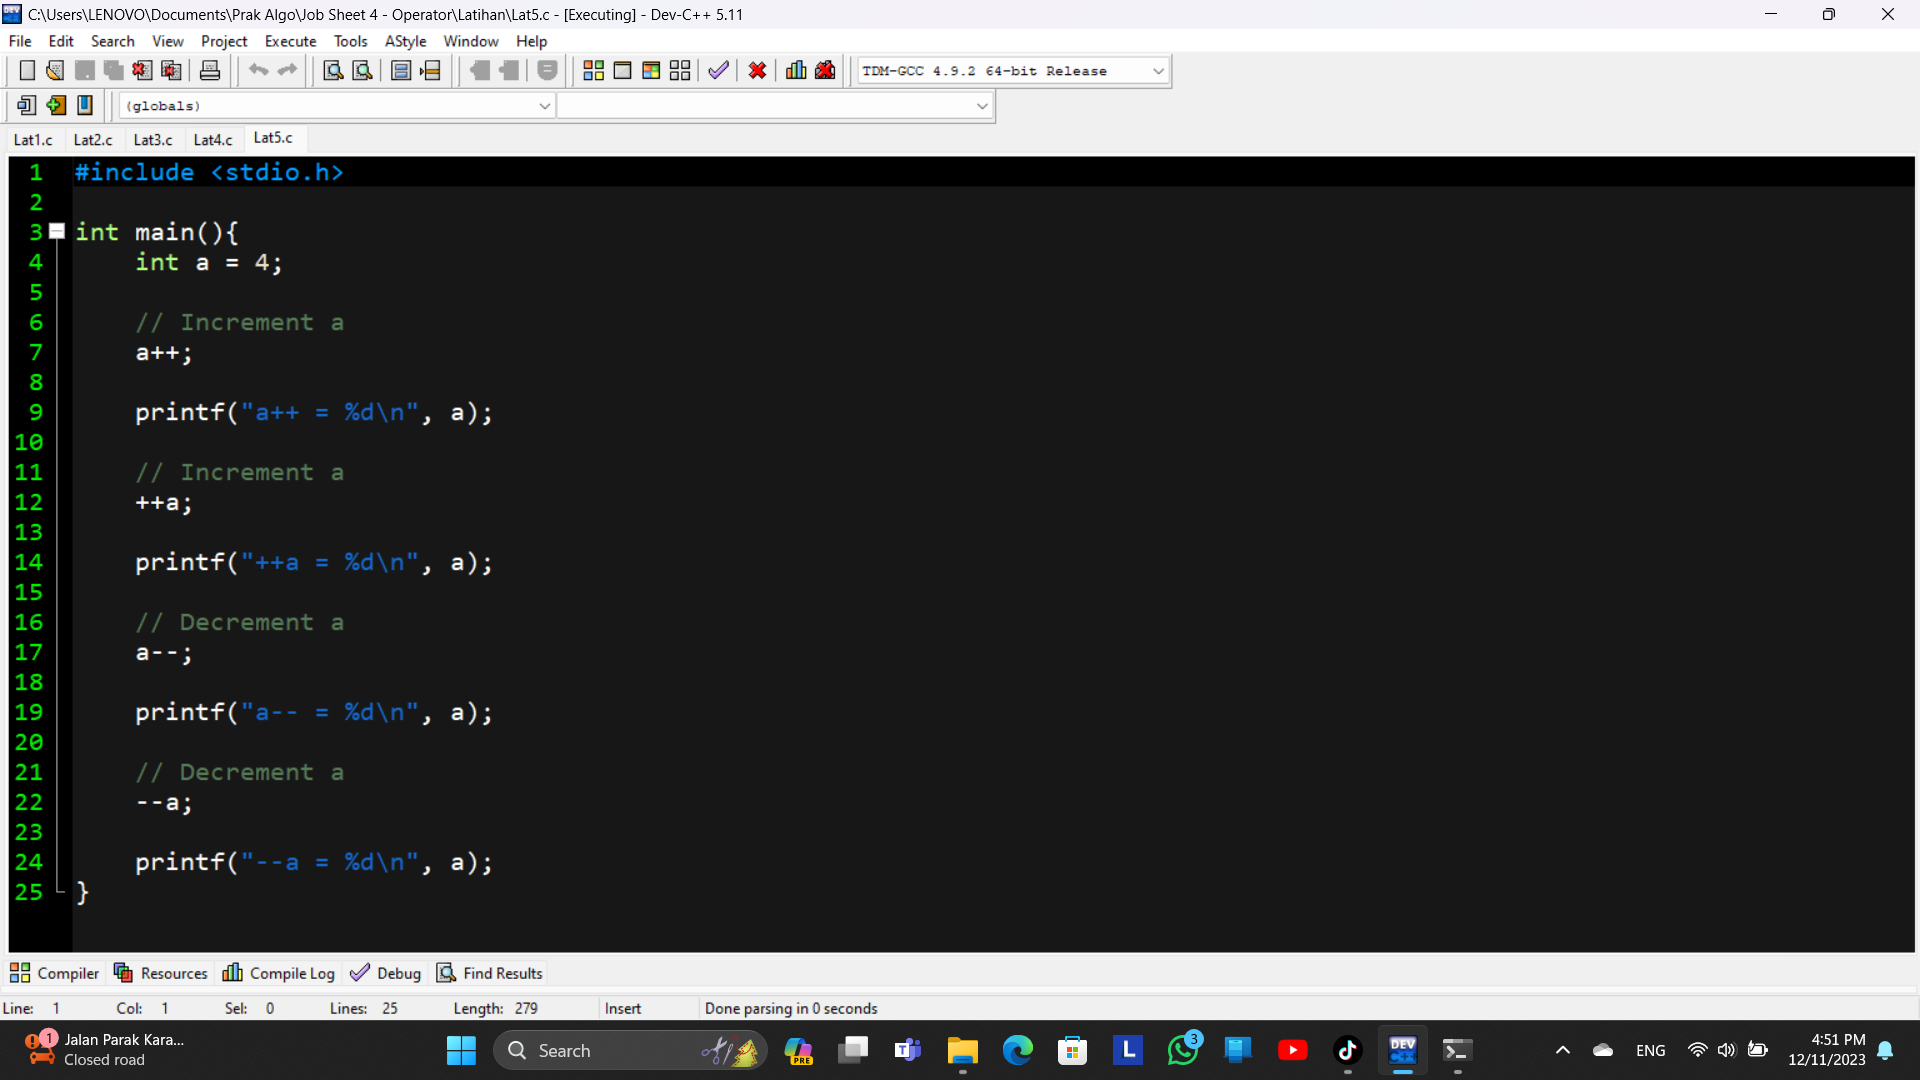 C:\Users\LENOVO\Documents\Prak Algo\Job Sheet 4 - Operator\Latihan\Lat5.c - [Executing] - Dev-C++ 5.11
File Edit Search View Project Execute Tools AStyle Window Help
TDM-GCC 4.9.2 64-bit Release
(globals)
Lat1.c Lat2.c Lat3.c Lat4.c Lat5.c
1 #include <stdio.h>
2
3 int main(){
4 int a = 4;
5
6 // Increment a
7 a++;
8
9 printf("a++ = %d\n", a);
10
11 // Increment a
12 ++a;
13
14 printf("++a = %d\n", a);
15
16 // Decrement a
17 a--;
18
19 printf("a-- = %d\n", a);
20
21 // Decrement a
22 --a;
23
24 printf("--a = %d\n", a);
25 }
Compiler Resources Compile Log Debug Find Results
Line: 1 Col: 1 Sel: 0 Lines: 25 Length: 279 Insert Done parsing in 0 seconds
1 Jalan Parak Kara...
Closed road
Search
PRE
L
3
DEV
C++
ENG
4:51 PM
12/11/2023